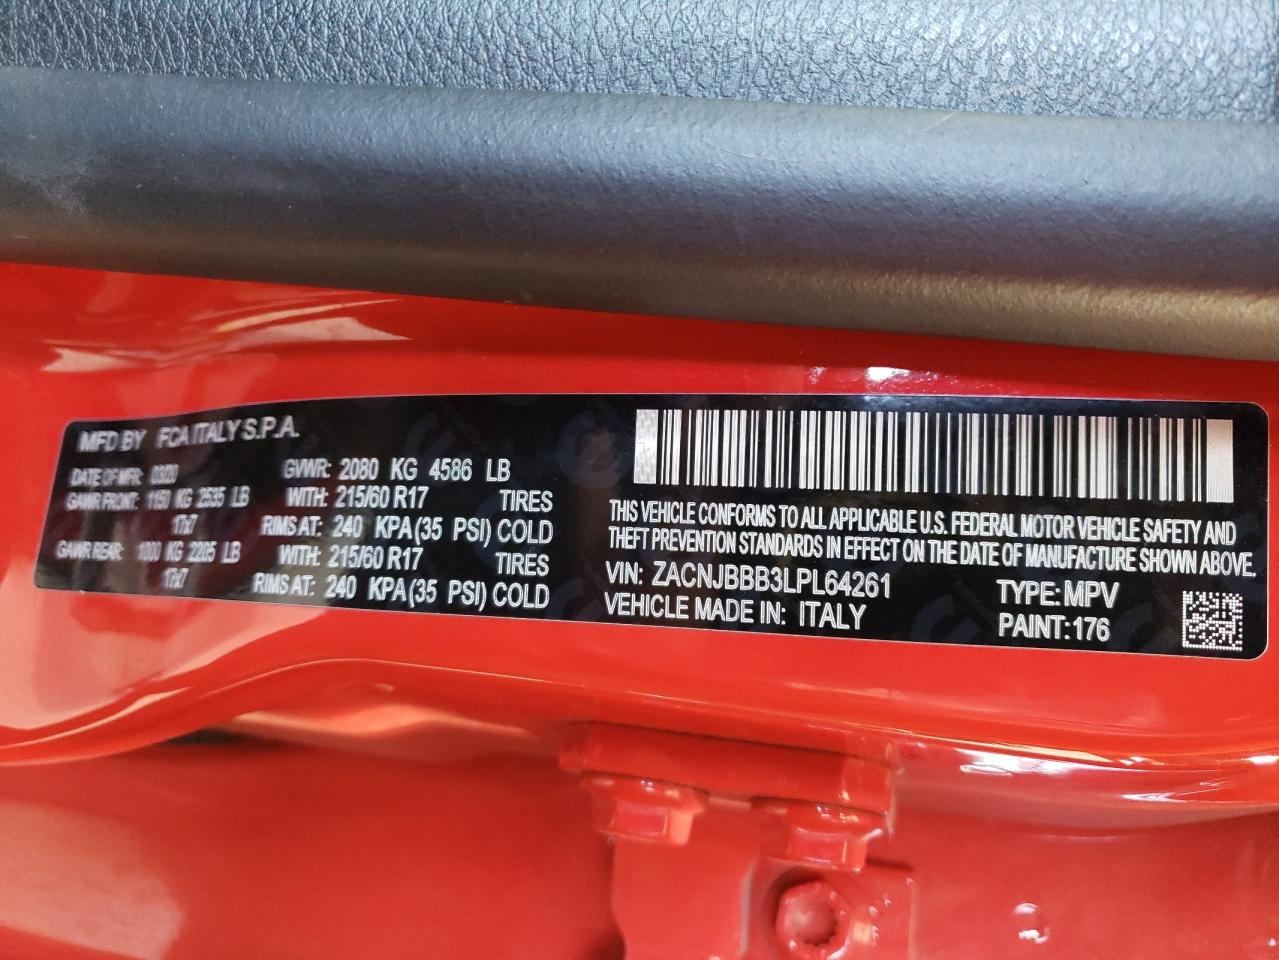 MFD BY FCA ITALY S.P.A.
DATE OF MFR: 03/20 GVWR: 2080 KG 4586 LB
GAWR FRONT: 1150 KG 2535 LB WITH: 215/60 R17 TIRES
17x7 RIMS AT: 240 KPA(35 PSI) COLD
GAWR REAR: 1000 KG 2205 LB WITH: 215/60 R17 TIRES
17x7 RIMS AT: 240 KPA(35 PSI) COLD
THIS VEHICLE CONFORMS TO ALL APPLICABLE U.S. FEDERAL MOTOR VEHICLE SAFETY AND
THEFT PREVENTION STANDARDS IN EFFECT ON THE DATE OF MANUFACTURE SHOWN ABOVE.
VIN: ZACNJBBB3LPL64261 TYPE: MPV
VEHICLE MADE IN: ITALY PAINT: 176